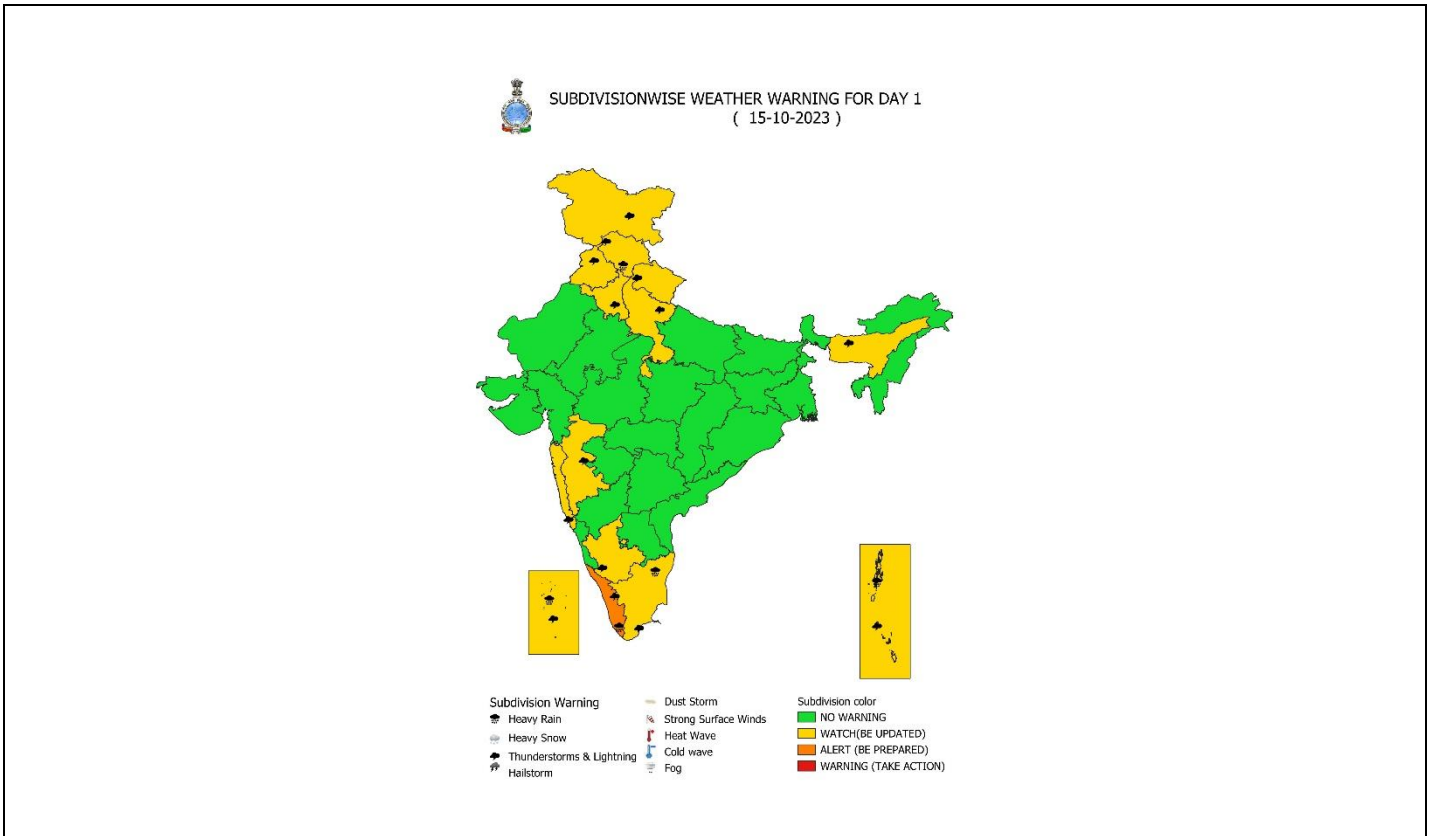 SUBDIVISIONWISE WEATHER WARNING FOR DAY 1
( 15-10-2023 )
Subdivision Warning
Heavy Rain
Heavy Snow
Thunderstorms & Lightning
Hailstorm
Dust Storm
Strong Surface Winds
Heat Wave
Cold wave
Fog
Subdivision color
NO WARNING
WATCH(BE UPDATED)
ALERT (BE PREPARED)
WARNING (TAKE ACTION)